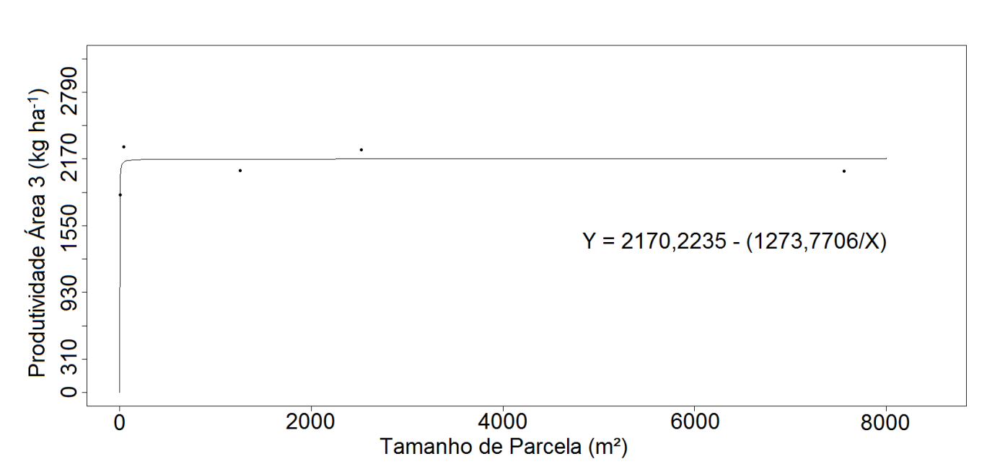 Produtividade Área 3 (kg ha⁻¹)
2790
2170
1550
930
310
0
Y = 2170,2235 - (1273,7706/X)
0 2000 4000 6000 8000
Tamanho de Parcela (m²)